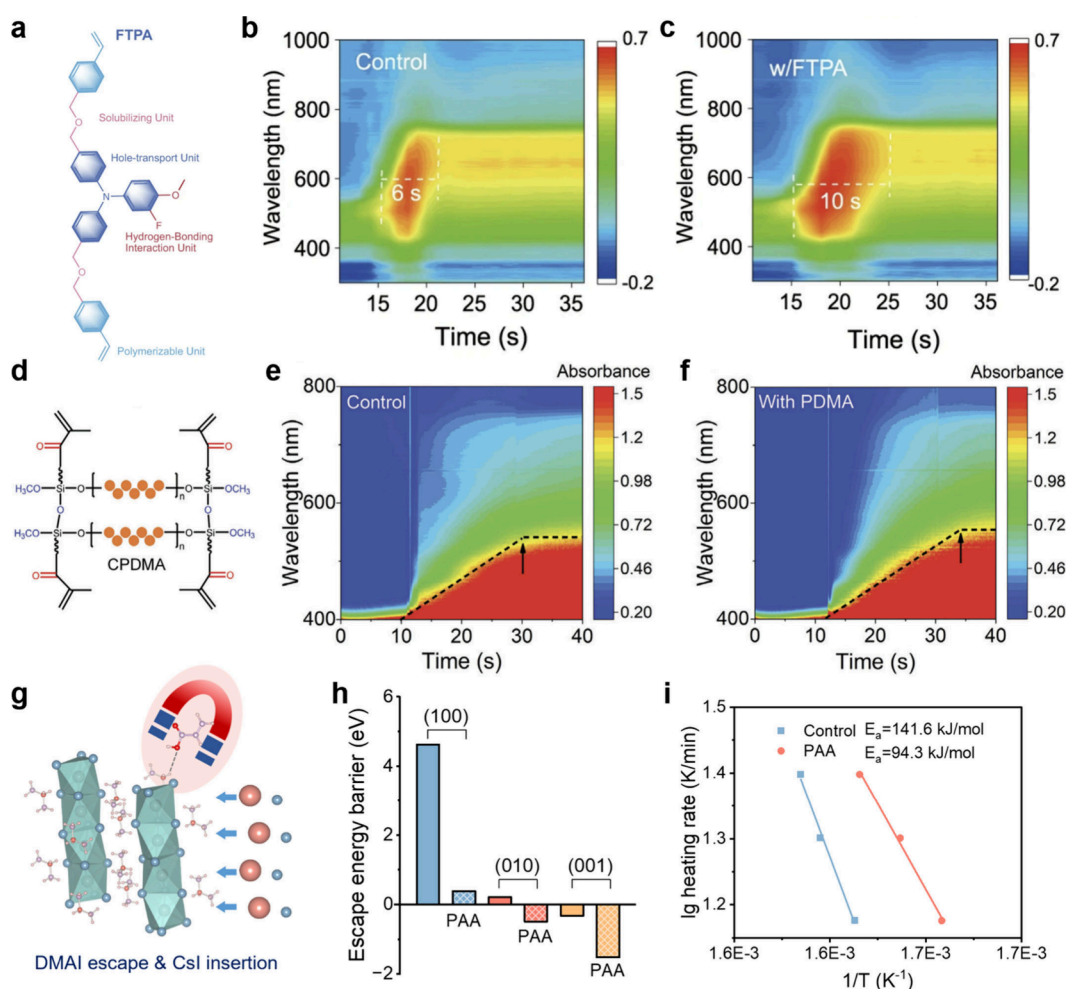 a
FTPA
Solubilizing Unit
Hole-transport Unit
N
O
O
O
F
Hydrogen-Bonding
Interaction Unit
Polymerizable Unit
b
Control
6 s
Wavelength (nm)
1000
800
600
400
15 20 25 30 35
Time (s)
0.7
-0.2
c
w/FTPA
10 s
Wavelength (nm)
1000
800
600
400
15 20 25 30 35
Time (s)
0.7
-0.2
d
O O
H₃CO Si O [ ]n O Si OCH₃
O O
H₃CO Si O [ ]n O Si OCH₃
CPDMA
O O
e
Control
Absorbance
Wavelength (nm)
800
600
400
0 10 20 30 40
Time (s)
1.5
1.2
0.98
0.72
0.46
0.20
f
With PDMA
Absorbance
Wavelength (nm)
800
600
400
0 10 20 30 40
Time (s)
1.5
1.2
0.98
0.72
0.46
0.20
g
DMAI escape & CsI insertion
h
Escape energy barrier (eV)
6
4
2
0
−2
(100)
(010)
(001)
PAA
PAA
PAA
i
lg heating rate (K/min)
1.5
1.4
1.3
1.2
Control Eₐ=141.6 kJ/mol
PAA Eₐ=94.3 kJ/mol
1.6E-3 1.6E-3 1.7E-3 1.7E-3
1/T (K⁻¹)